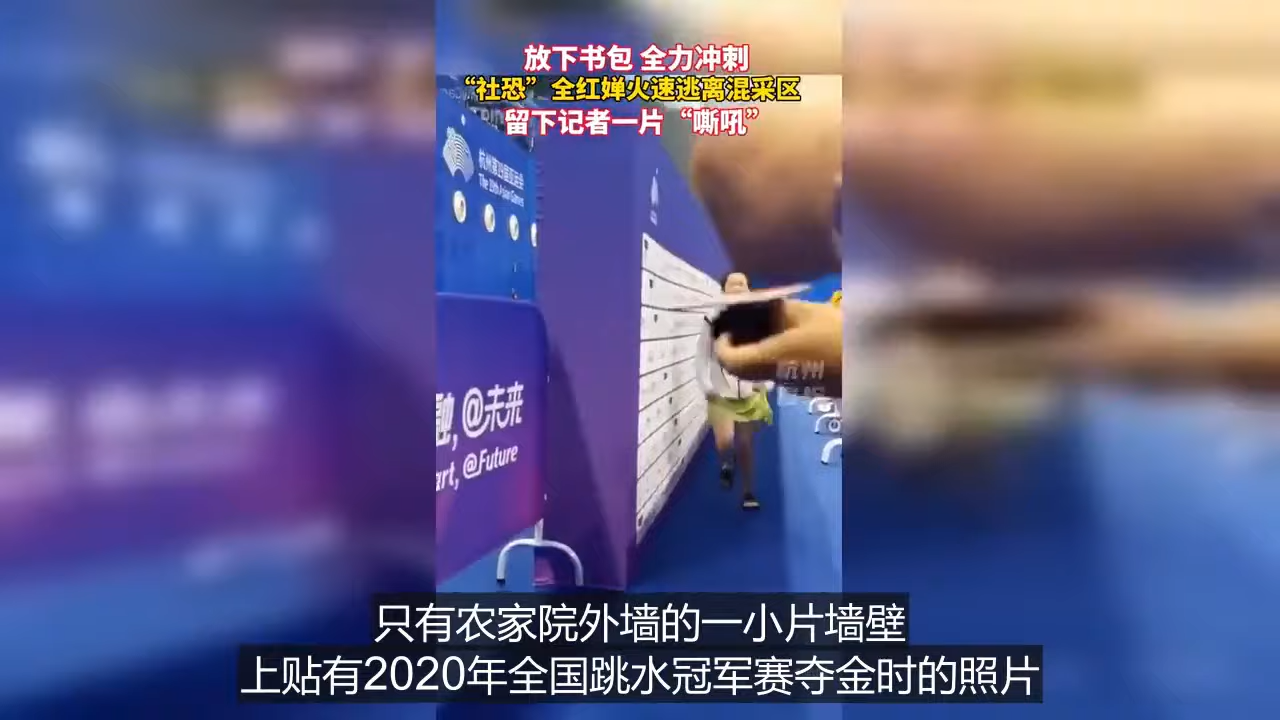 放下书包 全力冲刺
“社恐”全红婵火速逃离混采区
留下记者一片“嘶吼”
杭州第19届亚运会
The 19th Asian Games
融,@未来
art, @Future
杭州
只有农家院外墙的一小片墙壁
上贴有2020年全国跳水冠军赛夺金时的照片